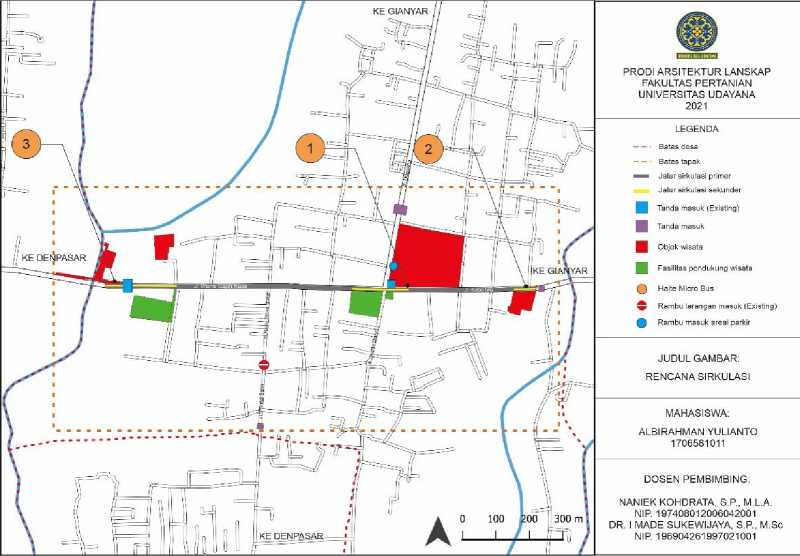 KE GIANYAR
3
1
2
KE DENPASAR
KE GIANYAR
0 100 200 300 m
PRODI ARSITEKTUR LANSKAP
FAKULTAS PERTANIAN
UNIVERSITAS UDAYANA
2021
LEGENDA
Batas desa
Batas tapak
Jalur sirkulasi primer
Jalur sirkulasi sekunder
Tanda masuk (Existing)
Tanda masuk
Objek wisata
Fasilitas pendukung wisata
Halte Micro Bus
Rambu larangan masuk (Existing)
Rambu masuk areal parkir
JUDUL GAMBAR:
RENCANA SIRKULASI
MAHASISWA:
ALBIRAHMAN YULIANTO
1706581011
DOSEN PEMBIMBING:
NANIEK KOHDRATA, S.P., M.L.A.
NIP. 197408012006042001
DR. I MADE SUKEWIJAYA, S.P., M.Sc
NIP. 196904261997021001